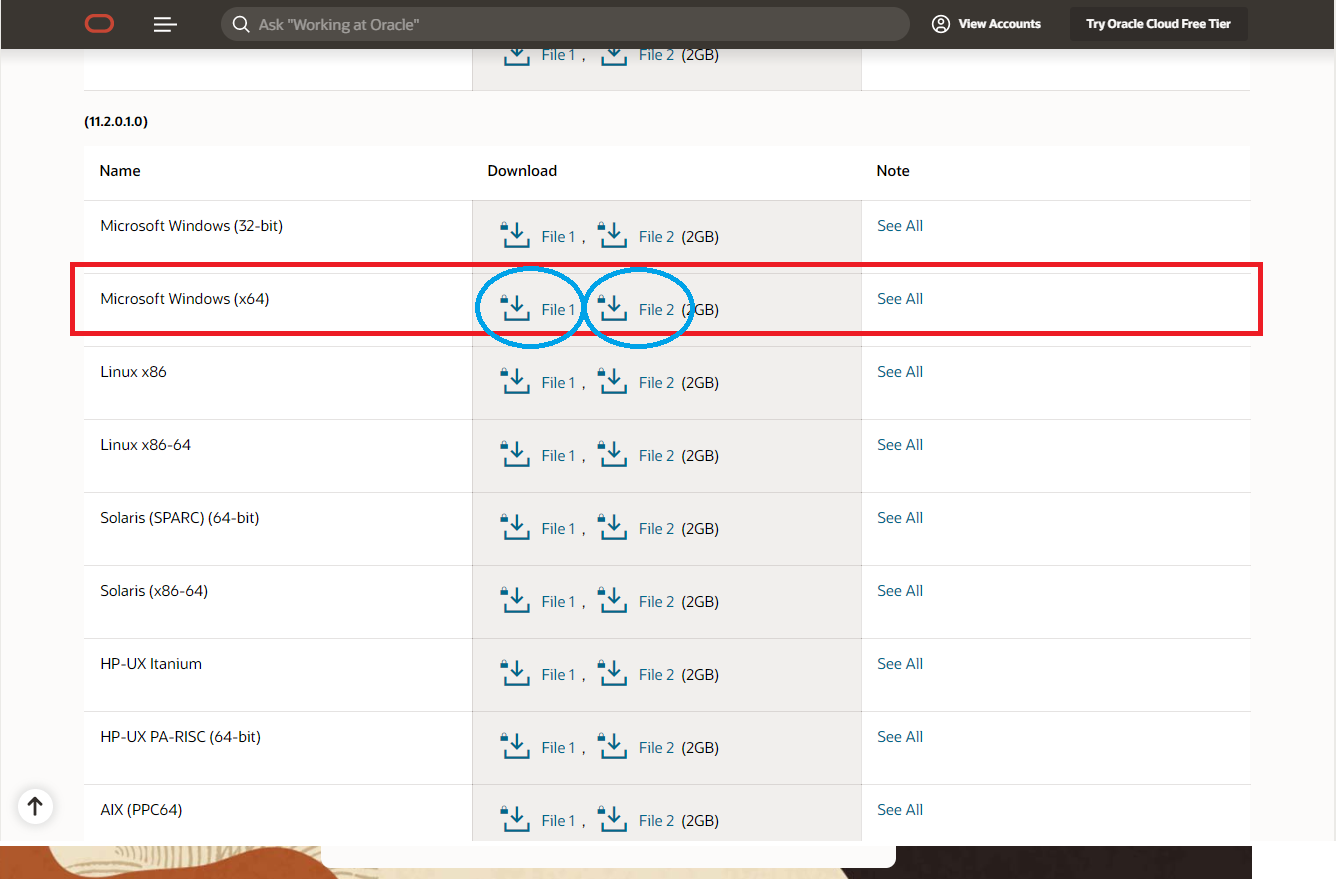 Ask "Working at Oracle"
View Accounts
Try Oracle Cloud Free Tier
File 1 , File 2 (2GB)
(11.2.0.1.0)
Name Download Note
Microsoft Windows (32-bit) File 1 , File 2 (2GB) See All
Microsoft Windows (x64) File 1 File 2 (2GB) See All
Linux x86 File 1 , File 2 (2GB) See All
Linux x86-64 File 1 , File 2 (2GB) See All
Solaris (SPARC) (64-bit) File 1 , File 2 (2GB) See All
Solaris (x86-64) File 1 , File 2 (2GB) See All
HP-UX Itanium File 1 , File 2 (2GB) See All
HP-UX PA-RISC (64-bit) File 1 , File 2 (2GB) See All
AIX (PPC64) File 1 , File 2 (2GB) See All